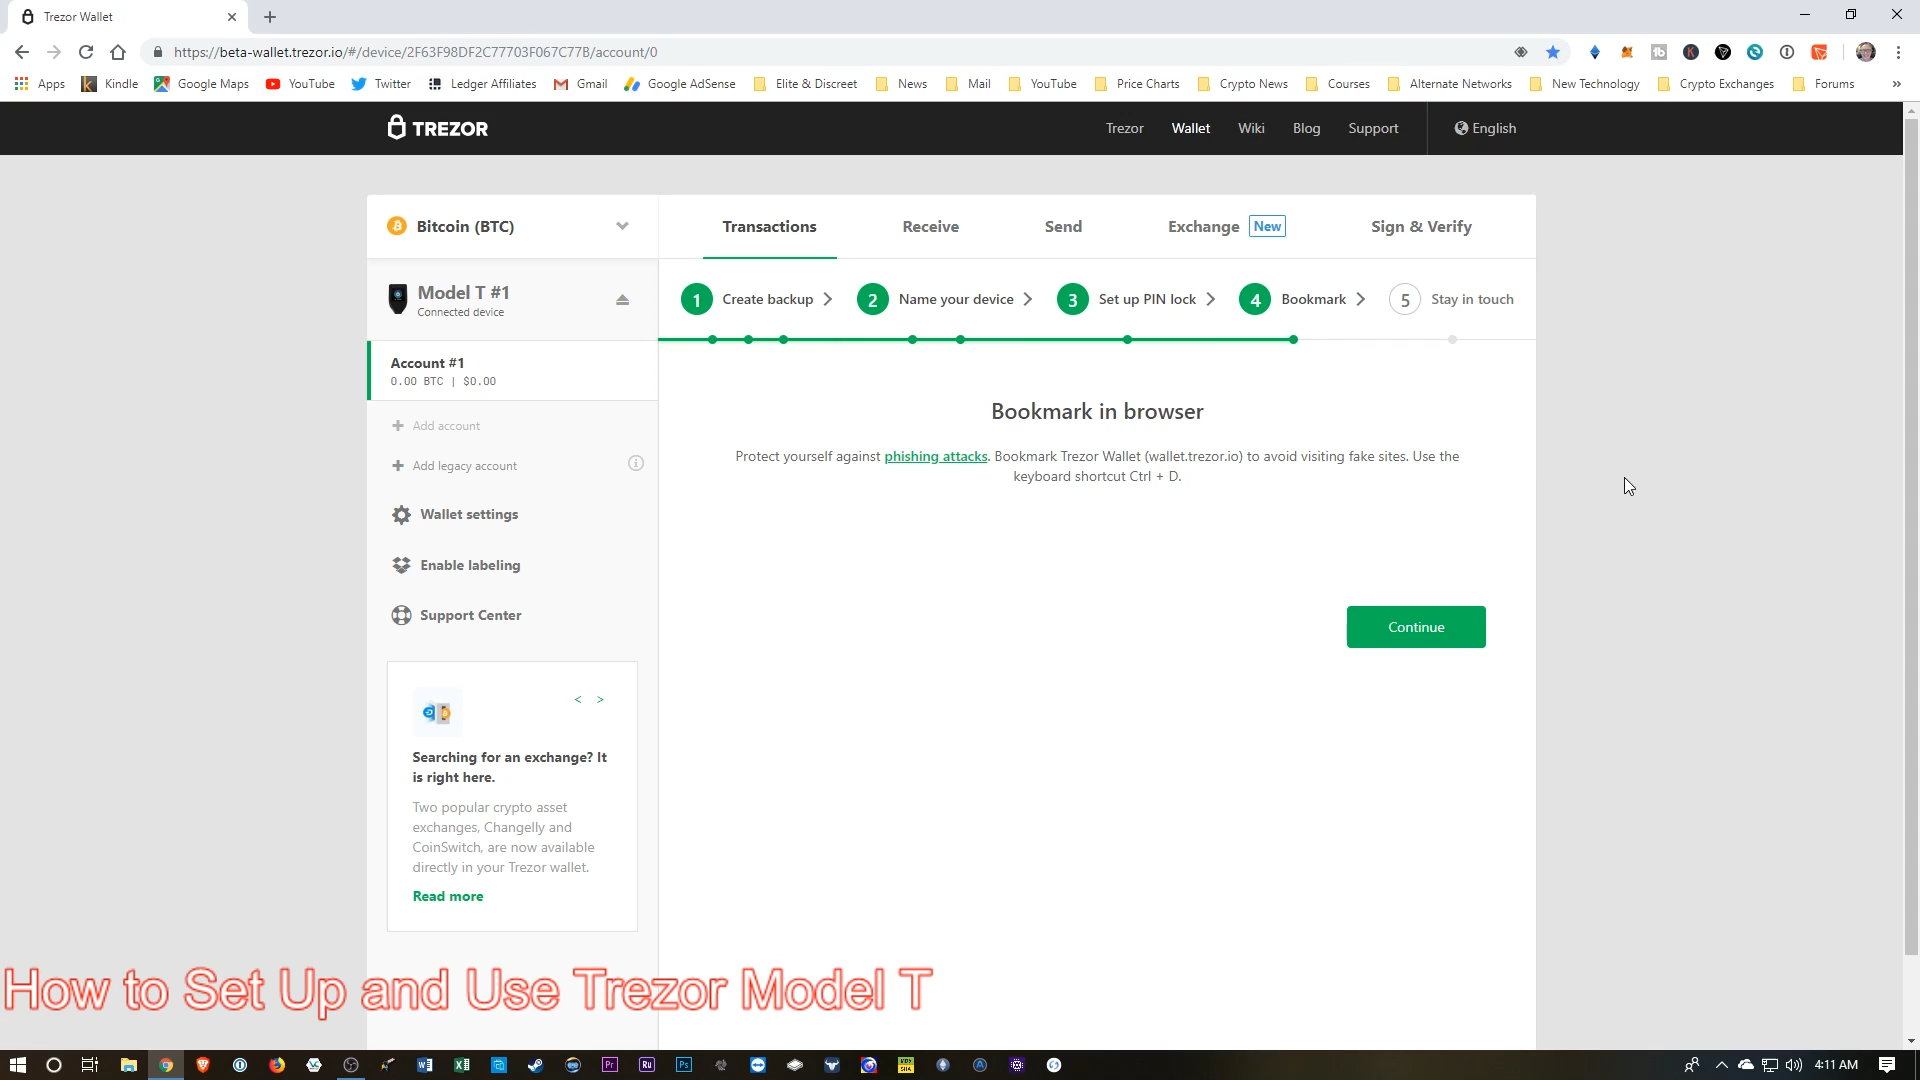 Trezor Wallet
https://beta-wallet.trezor.io/#/device/2F63F98DF2C77703F067C77B/account/0
Apps Kindle Google Maps YouTube Twitter Ledger Affiliates Gmail Google AdSense Elite & Discreet News Mail YouTube Price Charts Crypto News Courses Alternate Networks New Technology Crypto Exchanges Forums »
TREZOR Trezor Wallet Wiki Blog Support English
Bitcoin (BTC) Transactions Receive Send Exchange New Sign & Verify
Model T #1
Connected device
1 Create backup 2 Name your device 3 Set up PIN lock 4 Bookmark 5 Stay in touch
Account #1
0.00 BTC | $0.00
Add account
Add legacy account
Wallet settings
Enable labeling
Support Center
Bookmark in browser
Protect yourself against phishing attacks. Bookmark Trezor Wallet (wallet.trezor.io) to avoid visiting fake sites. Use the
keyboard shortcut Ctrl + D.
Continue
< >
Searching for an exchange? It
is right here.
Two popular crypto asset
exchanges, Changelly and
CoinSwitch, are now available
directly in your Trezor wallet.
Read more
How to Set Up and Use Trezor Model T
4:11 AM